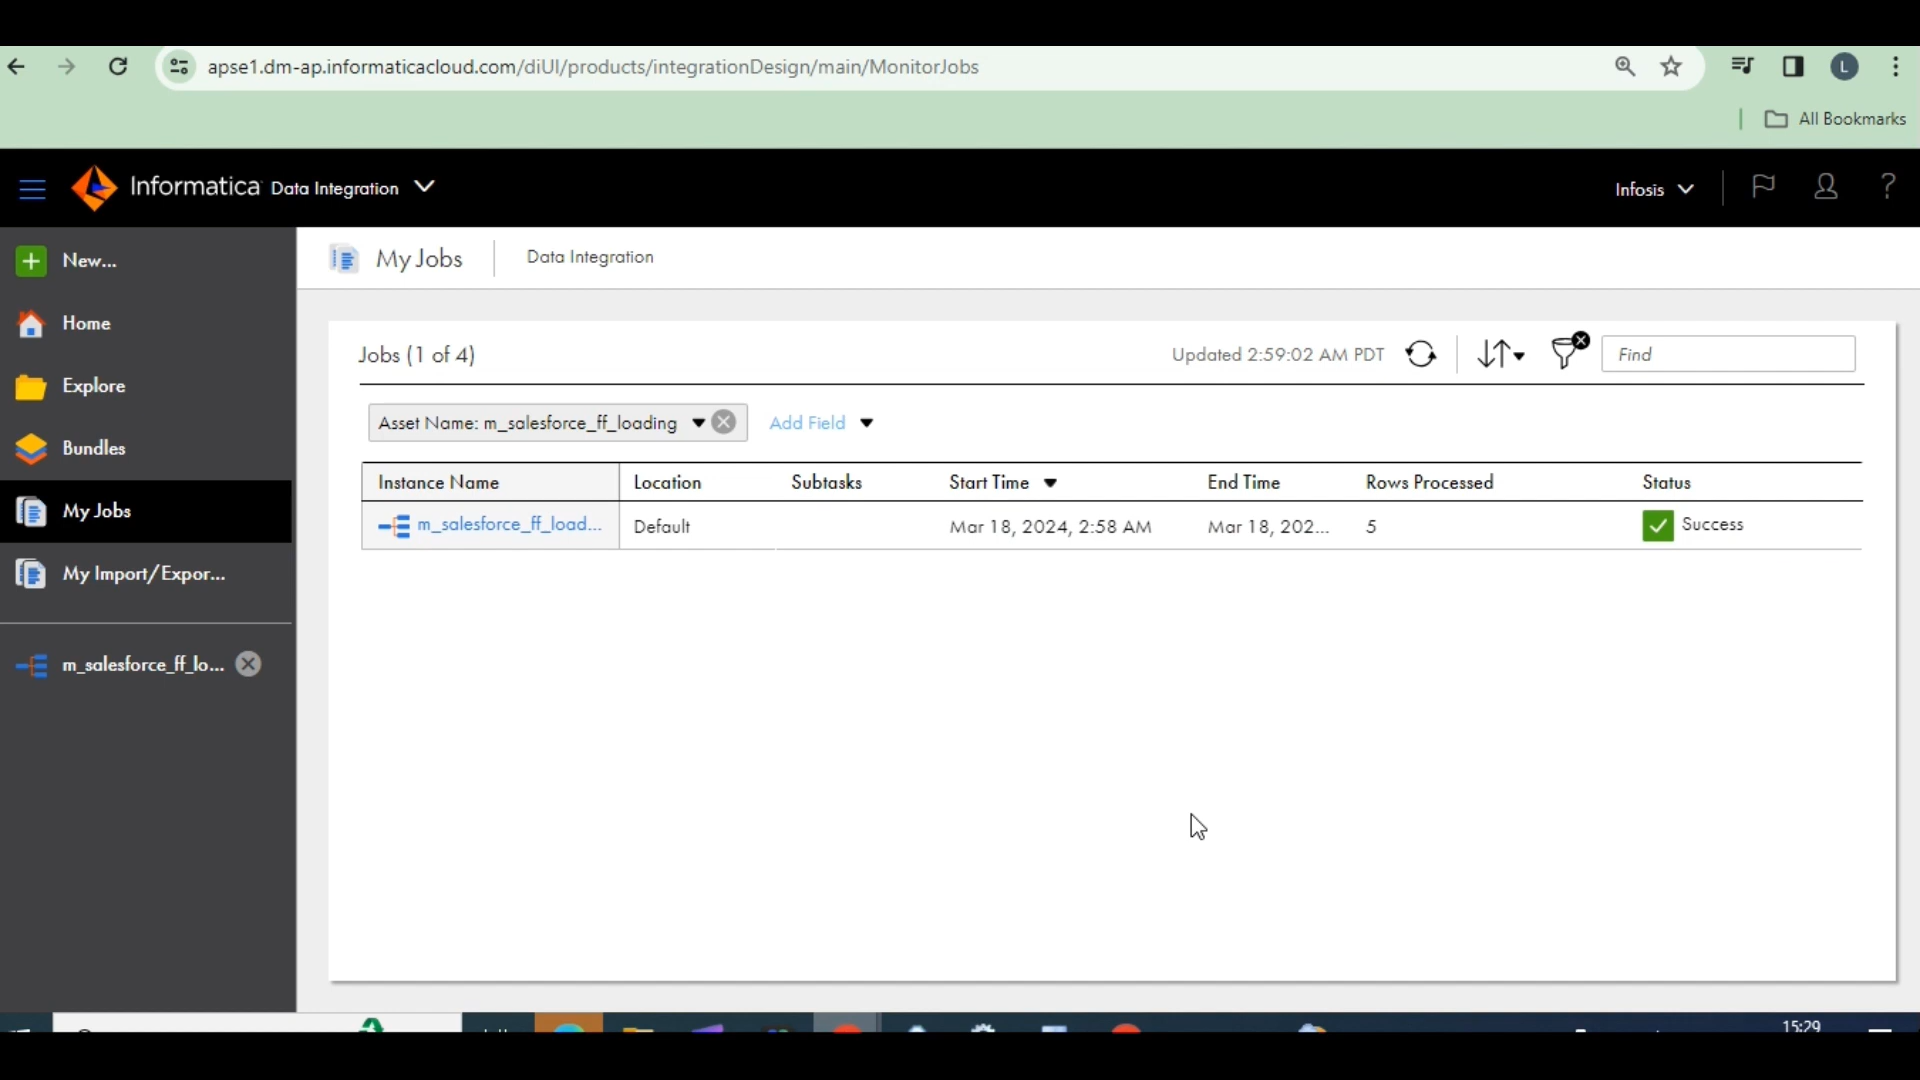 apse1.dm-ap.informaticacloud.com/diUI/products/integrationDesign/main/MonitorJobs
L
All Bookmarks
Informatica Data Integration
Infosis
?
New...
Home
Explore
Bundles
My Jobs
My Import/Expor...
m_salesforce_ff_lo...
My Jobs
Data Integration
Jobs (1 of 4)
Updated 2:59:02 AM PDT
Find
Asset Name: m_salesforce_ff_loading
Add Field
Instance Name Location Subtasks Start Time End Time Rows Processed Status
m_salesforce_ff_load... Default Mar 18, 2024, 2:58 AM Mar 18, 202... 5 Success
15:29